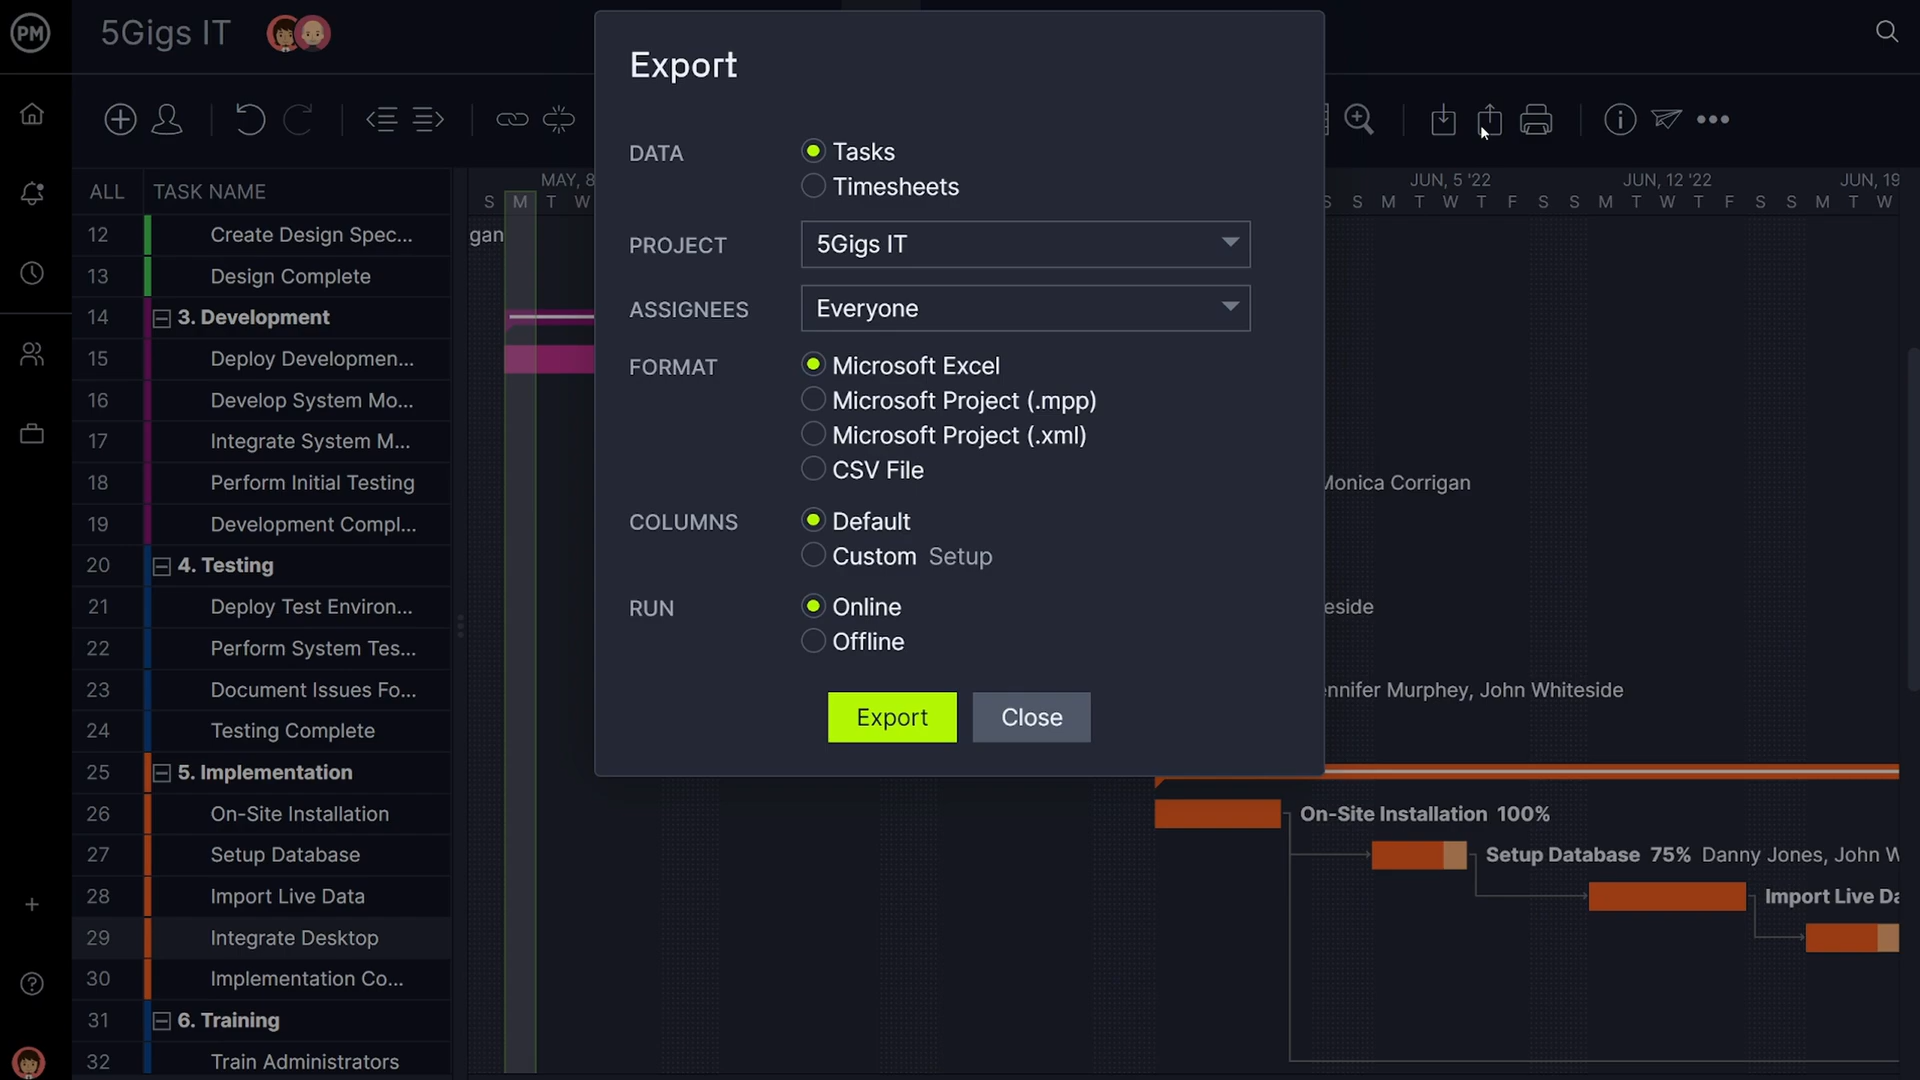 PM
5Gigs IT
ALL TASK NAME
12 Create Design Spec...
13 Design Complete
14 3. Development
15 Deploy Developmen...
16 Develop System Mo...
17 Integrate System M...
18 Perform Initial Testing
19 Development Compl...
20 4. Testing
21 Deploy Test Environ...
22 Perform System Tes...
23 Document Issues Fo...
24 Testing Complete
25 5. Implementation
26 On-Site Installation
27 Setup Database
28 Import Live Data
29 Integrate Desktop
30 Implementation Co...
31 6. Training
32 Train Administrators
MAY, 8
S M T W
gan
Export
DATA
Tasks
Timesheets
PROJECT
5Gigs IT
ASSIGNEES
Everyone
FORMAT
Microsoft Excel
Microsoft Project (.mpp)
Microsoft Project (.xml)
CSV File
COLUMNS
Default
Custom Setup
RUN
Online
Offline
Export Close
JUN, 5 '22 JUN, 12 '22 JUN, 19
S S M T W T F S S M T W T F S S M T W
Monica Corrigan
eside
ennifer Murphey, John Whiteside
On-Site Installation 100%
Setup Database 75% Danny Jones, John W
Import Live Da